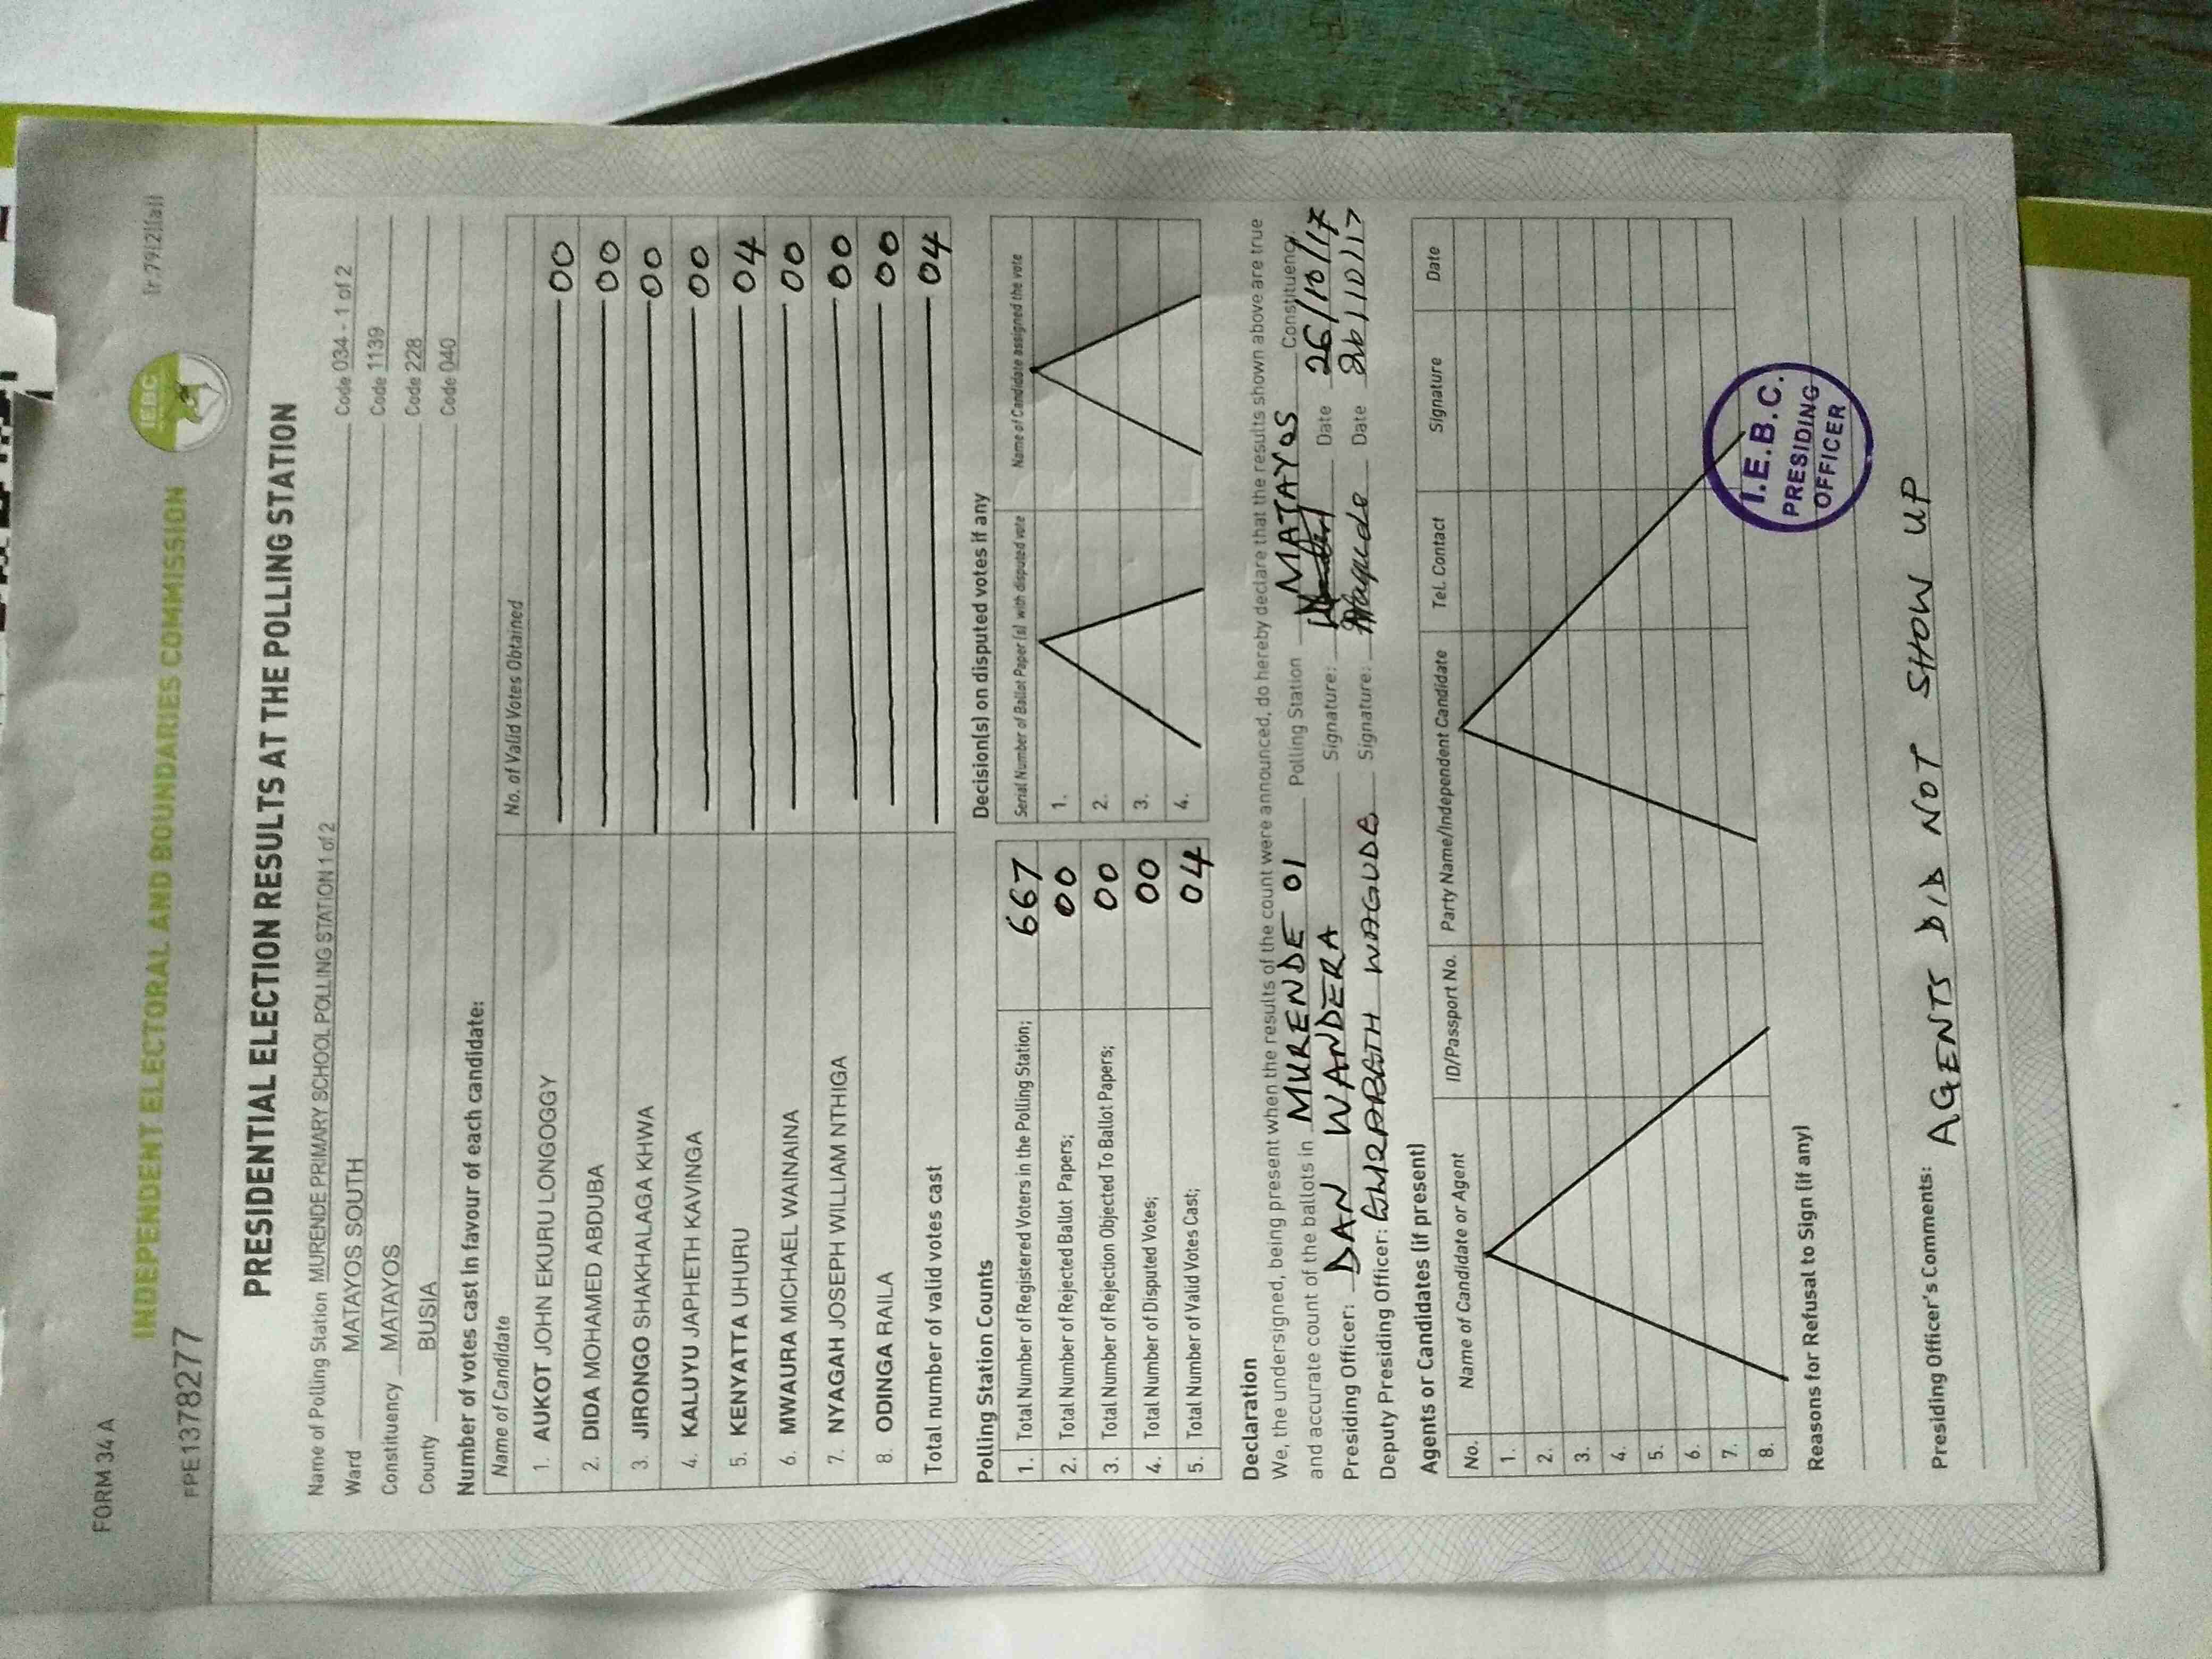 FORM 34 A
INDEPENDENT ELECTORAL AND BOUNDARIES COMMISSION
IEBC
(r.79(2)(a))
FPE1378277
PRESIDENTIAL ELECTION RESULTS AT THE POLLING STATION
Name of Polling Station MURENDE PRIMARY SCHOOL POLLING STATION 1 of 2 Code 034 - 1 of 2
Ward MATAYOS SOUTH Code 1139
Constituency MATAYOS Code 228
County BUSIA Code 040
Number of votes cast in favour of each candidate:
Name of Candidate No. of Valid Votes Obtained
1. AUKOT JOHN EKURU LONGOGGY 00
2. DIDA MOHAMED ABDUBA 00
3. JIRONGO SHAKHALAGA KHWA 00
4. KALUYU JAPHETH KAVINGA 00
5. KENYATTA UHURU 04
6. MWAURA MICHAEL WAINAINA 00
7. NYAGAH JOSEPH WILLIAM NTHIGA 00
8. ODINGA RAILA 00
Total number of valid votes cast 04
Polling Station Counts
1. Total Number of Registered Voters in the Polling Station; 667
2. Total Number of Rejected Ballot Papers; 00
3. Total Number of Rejection Objected To Ballot Papers; 00
4. Total Number of Disputed Votes; 00
5. Total Number of Valid Votes Cast; 04
Decision(s) on disputed votes if any
Serial Number of Ballot Paper (s) with disputed vote Name of Candidate assigned the vote
1.
2.
3.
4.
Declaration
We, the undersigned, being present when the results of the count were announced, do hereby declare that the results shown above are true
and accurate count of the ballots in MURENDE 01 Polling Station MATAYOS Constituency.
Presiding Officer: DAN WANDERA Signature: Date 26/10/17
Deputy Presiding Officer: WAGUDE Signature: Wagude Date 26/10/17
Agents or Candidates (if present)
No. Name of Candidate or Agent ID/Passport No. Party Name/Independent Candidate Tel. Contact Signature Date
1.
2.
3.
4.
5.
6.
7.
8.
I.E.B.C.
PRESIDING
OFFICER
Reasons for Refusal to Sign (if any)
Presiding Officer's Comments: AGENTS DID NOT SHOW UP